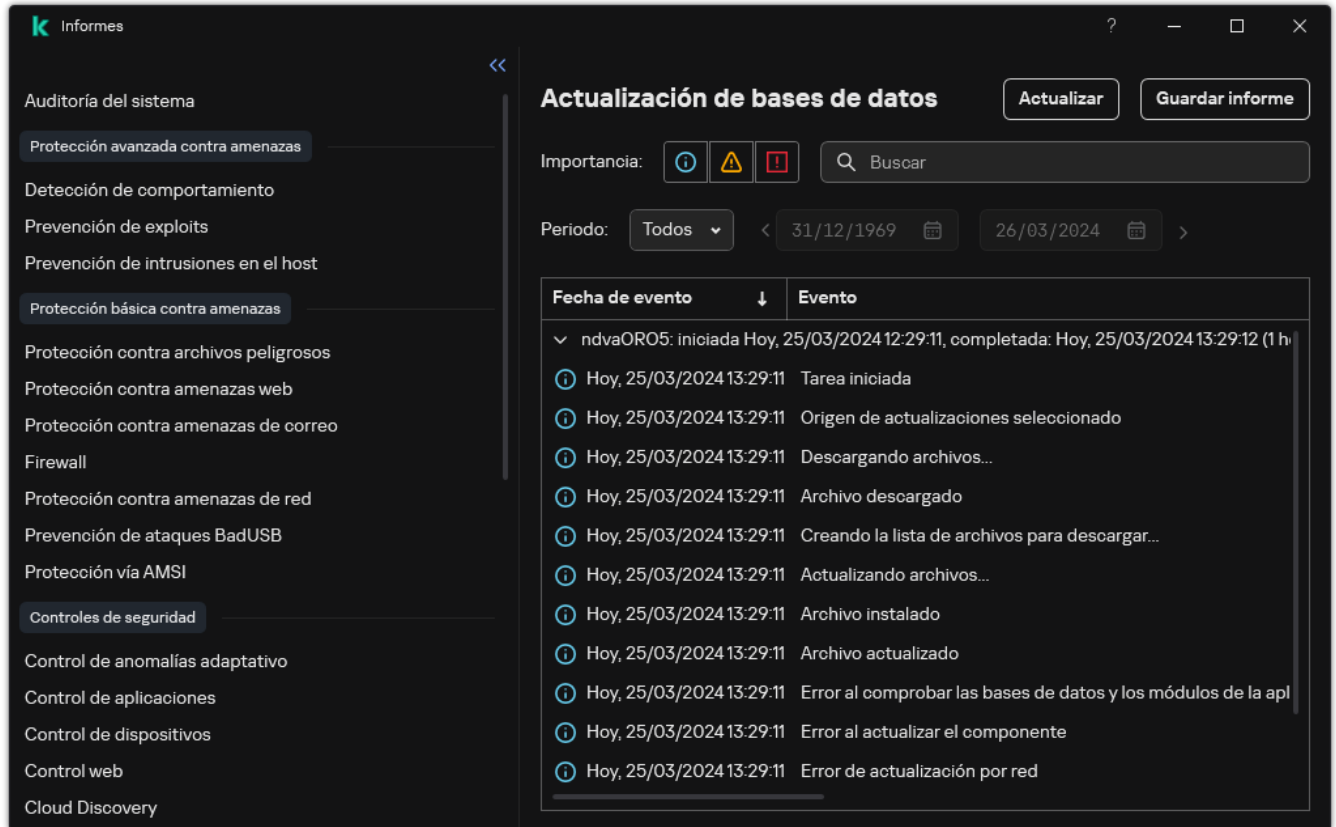 Informes
Auditoría del sistema
Protección avanzada contra amenazas
Detección de comportamiento
Prevención de exploits
Prevención de intrusiones en el host
Protección básica contra amenazas
Protección contra archivos peligrosos
Protección contra amenazas web
Protección contra amenazas de correo
Firewall
Protección contra amenazas de red
Prevención de ataques BadUSB
Protección vía AMSI
Controles de seguridad
Control de anomalías adaptativo
Control de aplicaciones
Control de dispositivos
Control web
Cloud Discovery
Actualización de bases de datos Actualizar Guardar informe
Importancia: Buscar
Periodo: Todos 31/12/1969 26/03/2024
Fecha de evento Evento
ndvaORO5: iniciada Hoy, 25/03/2024 12:29:11, completada: Hoy, 25/03/2024 13:29:12 (1
Hoy, 25/03/2024 13:29:11 Tarea iniciada
Hoy, 25/03/2024 13:29:11 Origen de actualizaciones seleccionado
Hoy, 25/03/2024 13:29:11 Descargando archivos...
Hoy, 25/03/2024 13:29:11 Archivo descargado
Hoy, 25/03/2024 13:29:11 Creando la lista de archivos para descargar...
Hoy, 25/03/2024 13:29:11 Actualizando archivos...
Hoy, 25/03/2024 13:29:11 Archivo instalado
Hoy, 25/03/2024 13:29:11 Archivo actualizado
Hoy, 25/03/2024 13:29:11 Error al comprobar las bases de datos y los módulos de la apl
Hoy, 25/03/2024 13:29:11 Error al actualizar el componente
Hoy, 25/03/2024 13:29:11 Error de actualización por red